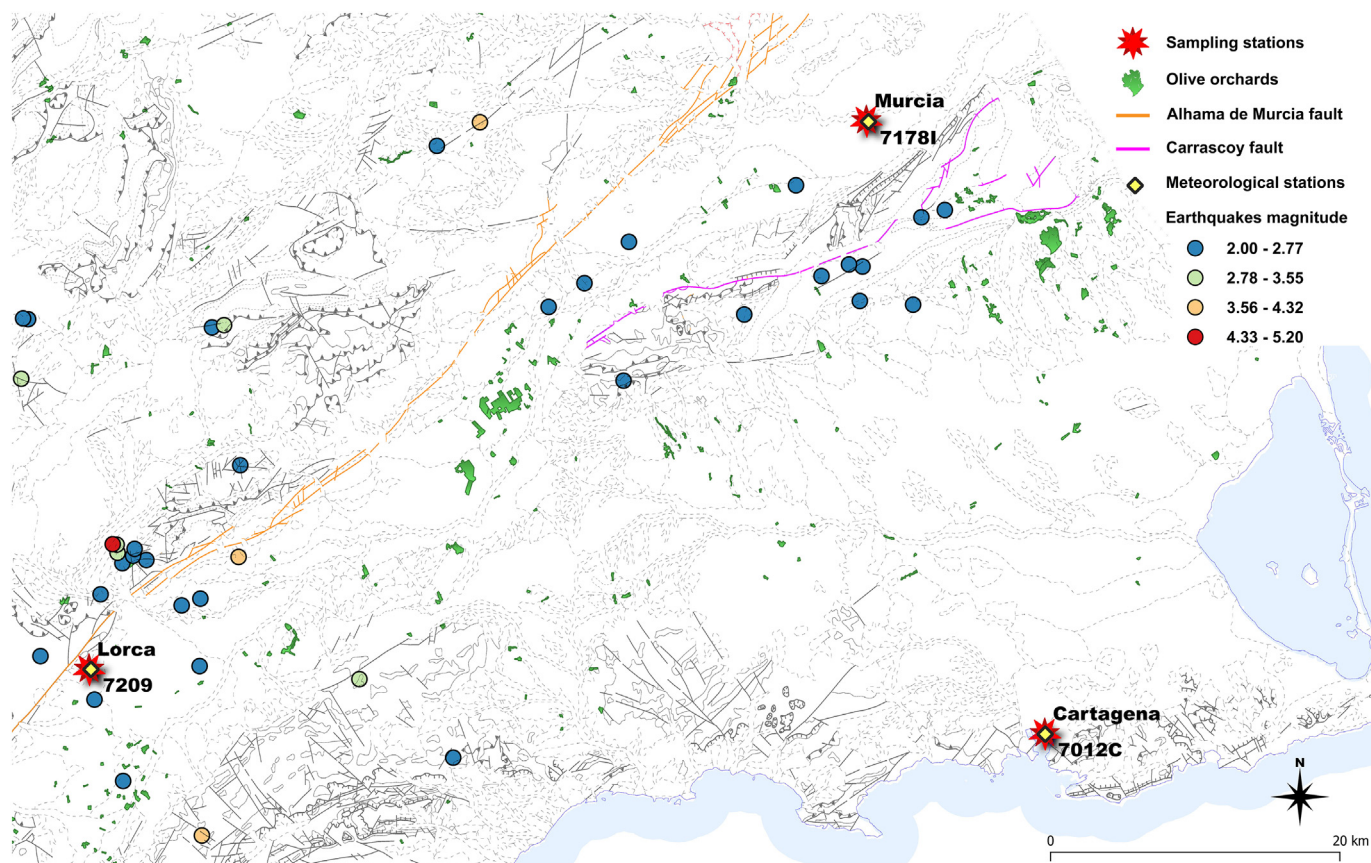 Sampling stations
Olive orchards
Alhama de Murcia fault
Carrascoy fault
Meteorological stations
Earthquakes magnitude
2.00 - 2.77
2.78 - 3.55
3.56 - 4.32
4.33 - 5.20
Murcia
7178I
Lorca
7209
Cartagena
7012C
N
0 20 km